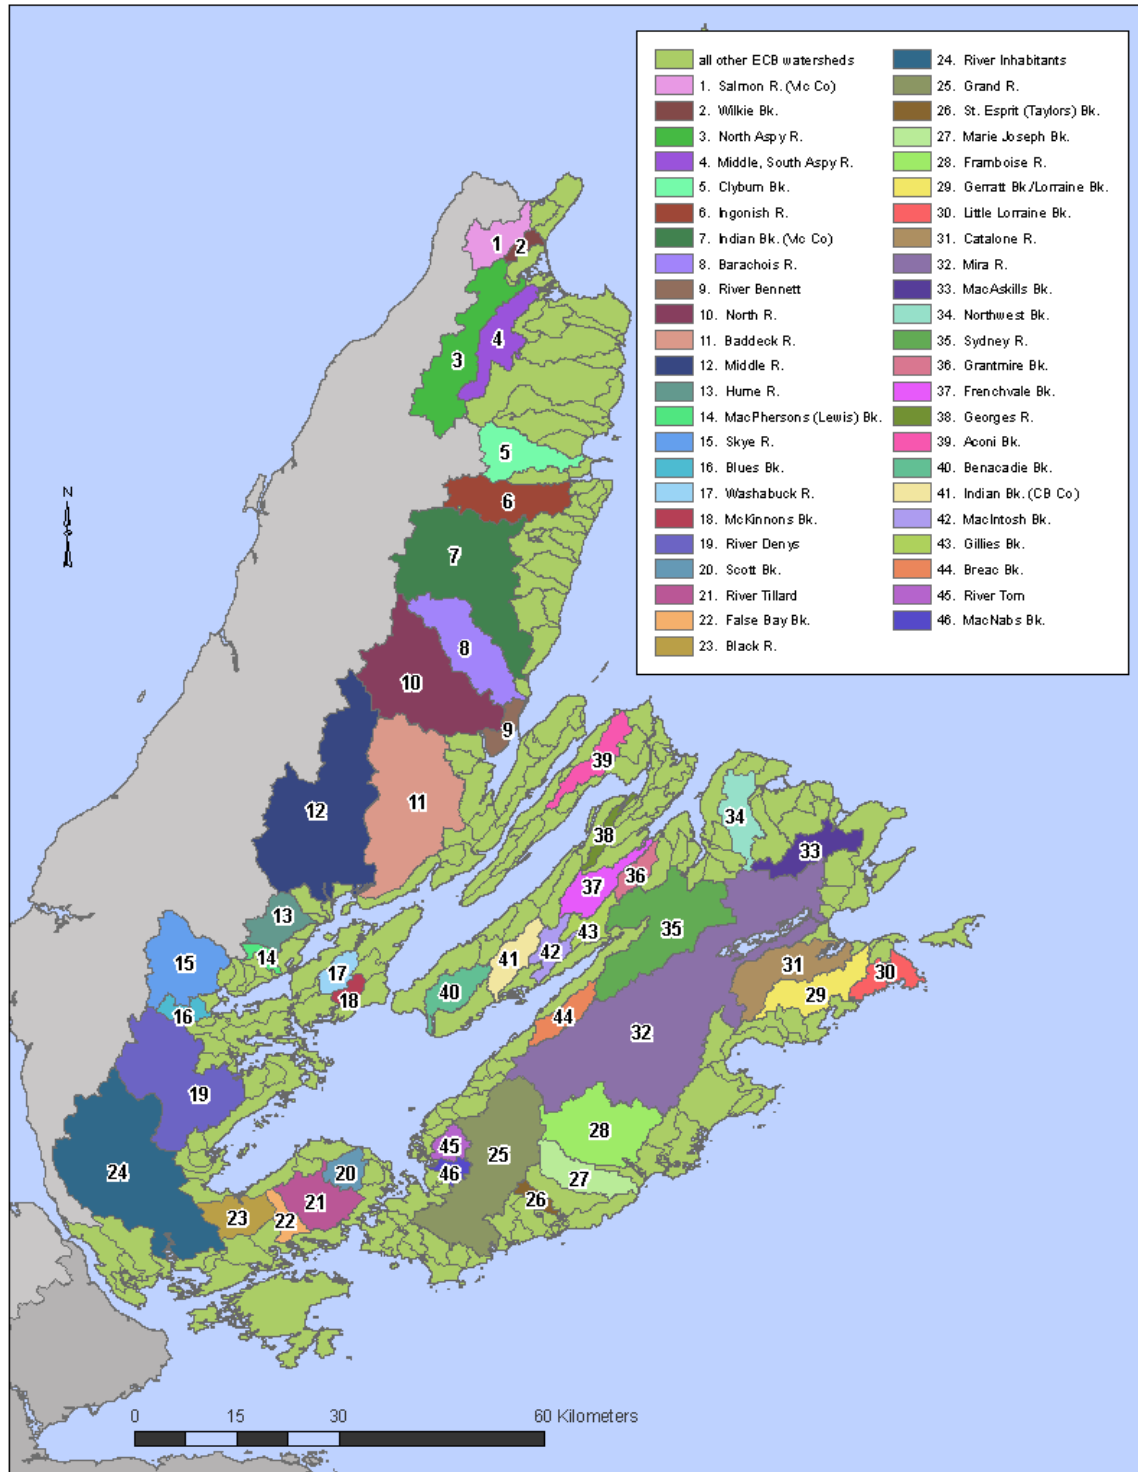 all other ECB watersheds
1. Salmon R. (Vic Co)
2. Wilkie Bk.
3. North Aspy R.
4. Middle, South Aspy R.
5. Clyburn Bk.
6. Ingonish R.
7. Indian Bk. (Vic Co)
8. Barachois R.
9. River Bennett
10. North R.
11. Baddeck R.
12. Middle R.
13. Hume R.
14. MacPhersons (Lewis) Bk.
15. Skye R.
16. Blues Bk.
17. Washabuck R.
18. McKinnons Bk.
19. River Denys
20. Scott Bk.
21. River Tillard
22. False Bay Bk.
23. Black R.
24. River Inhabitants
25. Grand R.
26. St. Esprit (Taylors) Bk.
27. Marie Joseph Bk.
28. Framboise R.
29. Gerratt Bk./Lorraine Bk.
30. Little Lorraine Bk.
31. Catalone R.
32. Mira R.
33. MacAskills Bk.
34. Northwest Bk.
35. Sydney R.
36. Grantmire Bk.
37. Frenchvale Bk.
38. Georges R.
39. Aconi Bk.
40. Benacadie Bk.
41. Indian Bk. (CB Co)
42. MacIntosh Bk.
43. Gillies Bk.
44. Breac Bk.
45. River Tom
46. MacNabs Bk.
1
2
3
4
5
6
N
7
8
10
9
39
12
11
34
38
33
36
37
13
35
43
14
42
41
15
31
30
17
40
18
29
16
44
32
19
28
45
25
24
46
20
27
21
26
23
22
0 15 30 60 Kilometers